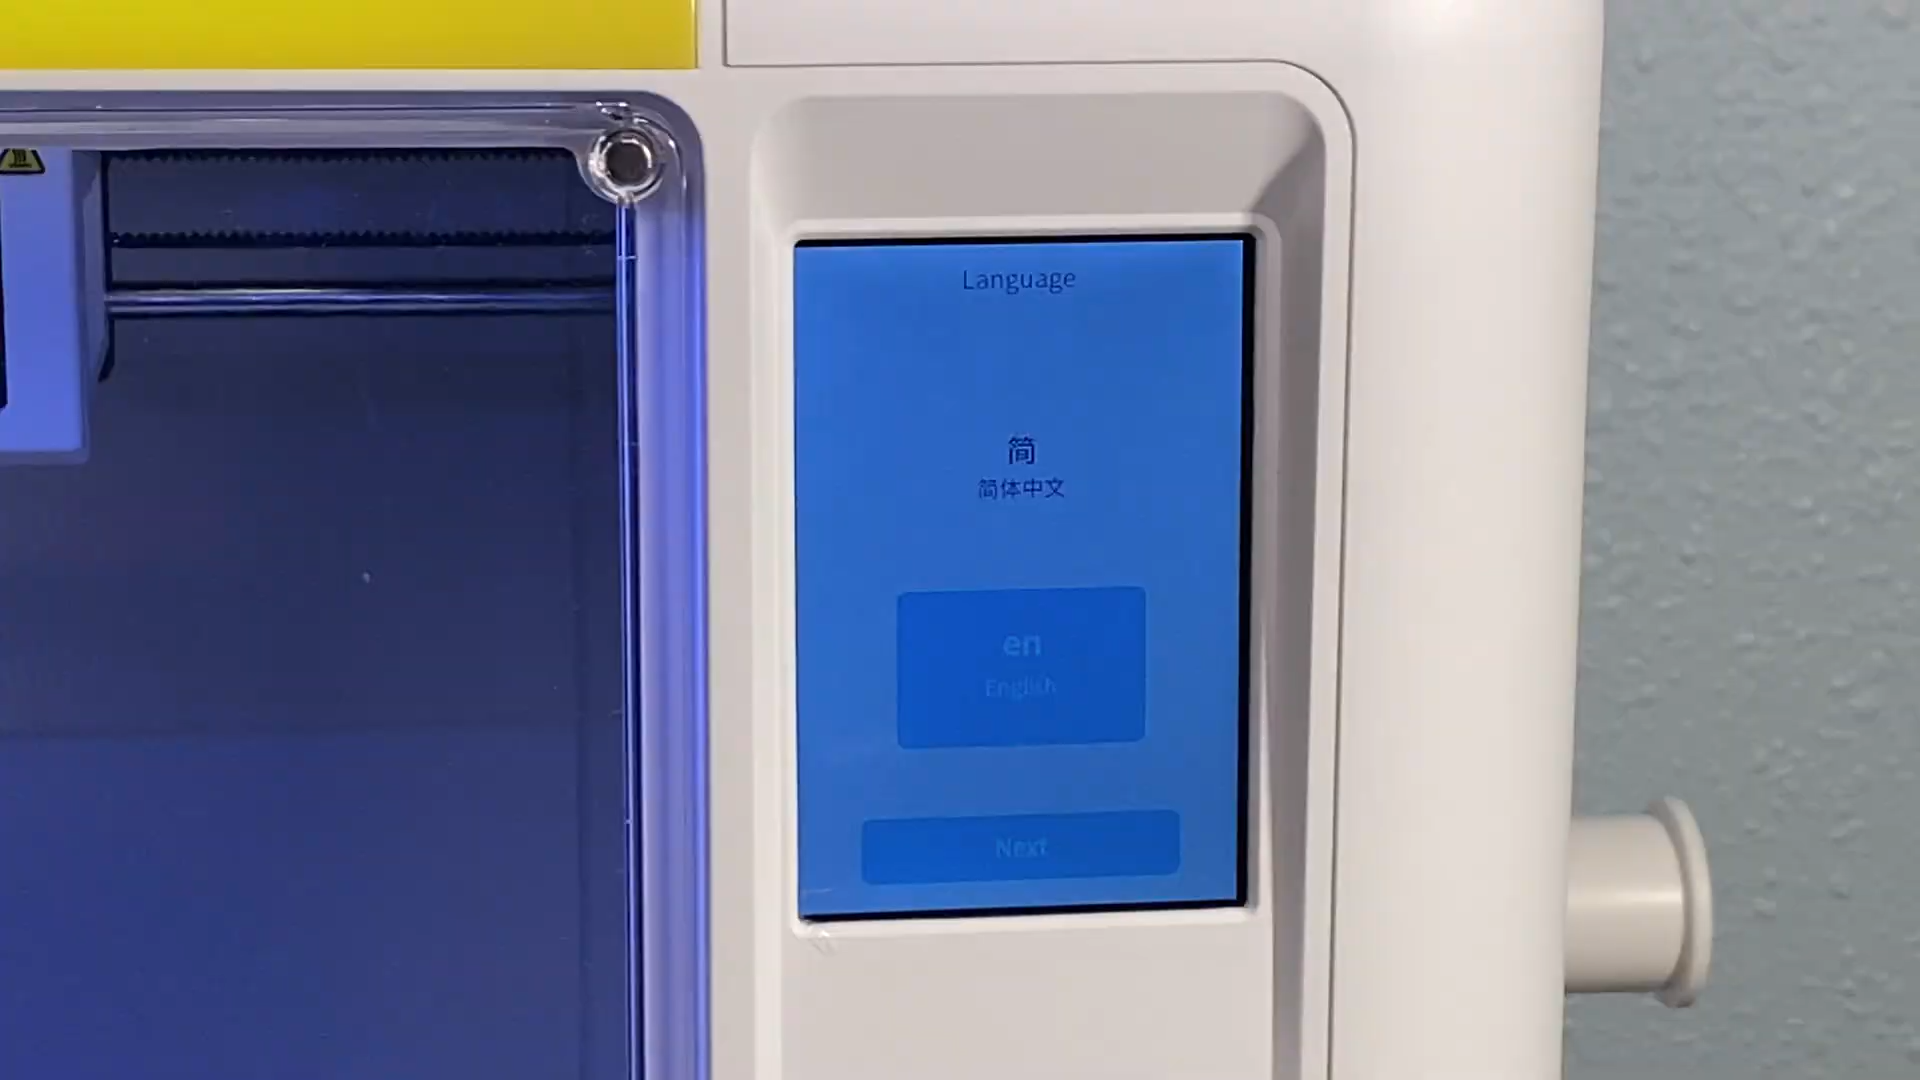 Language
简
简体中文
en
English
Next